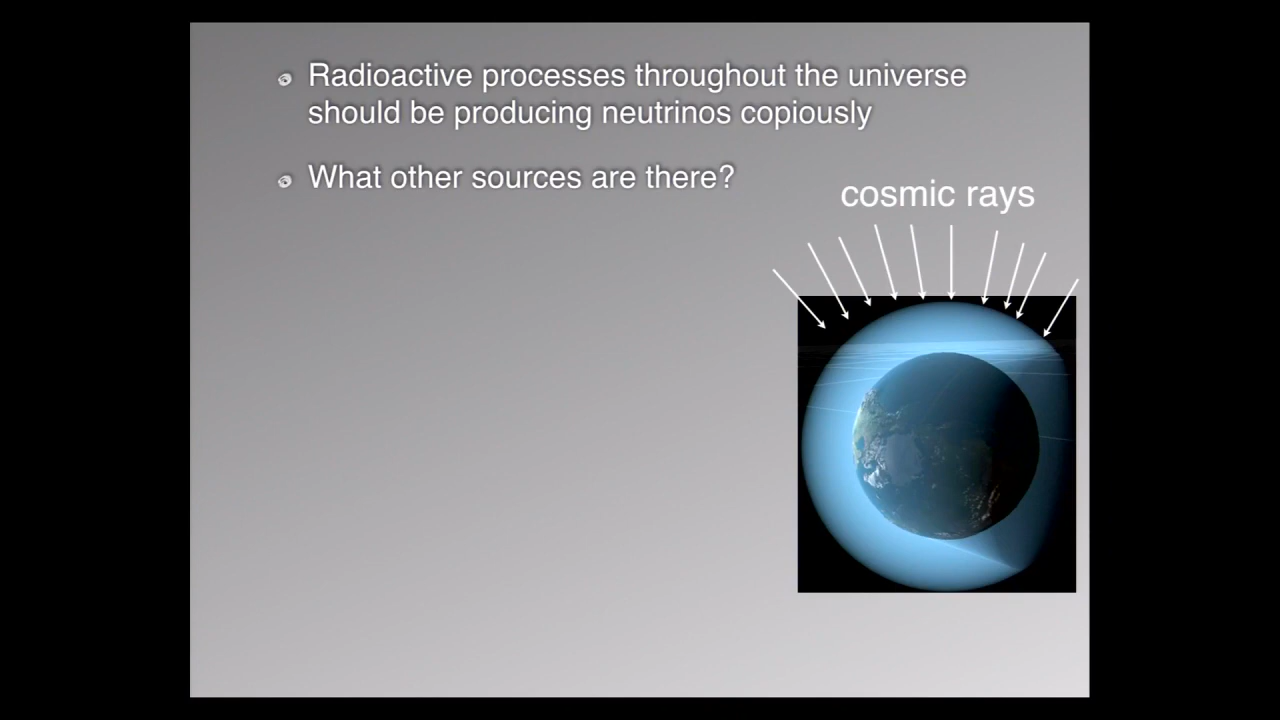 Radioactive processes throughout the universe
should be producing neutrinos copiously
What other sources are there?
cosmic rays